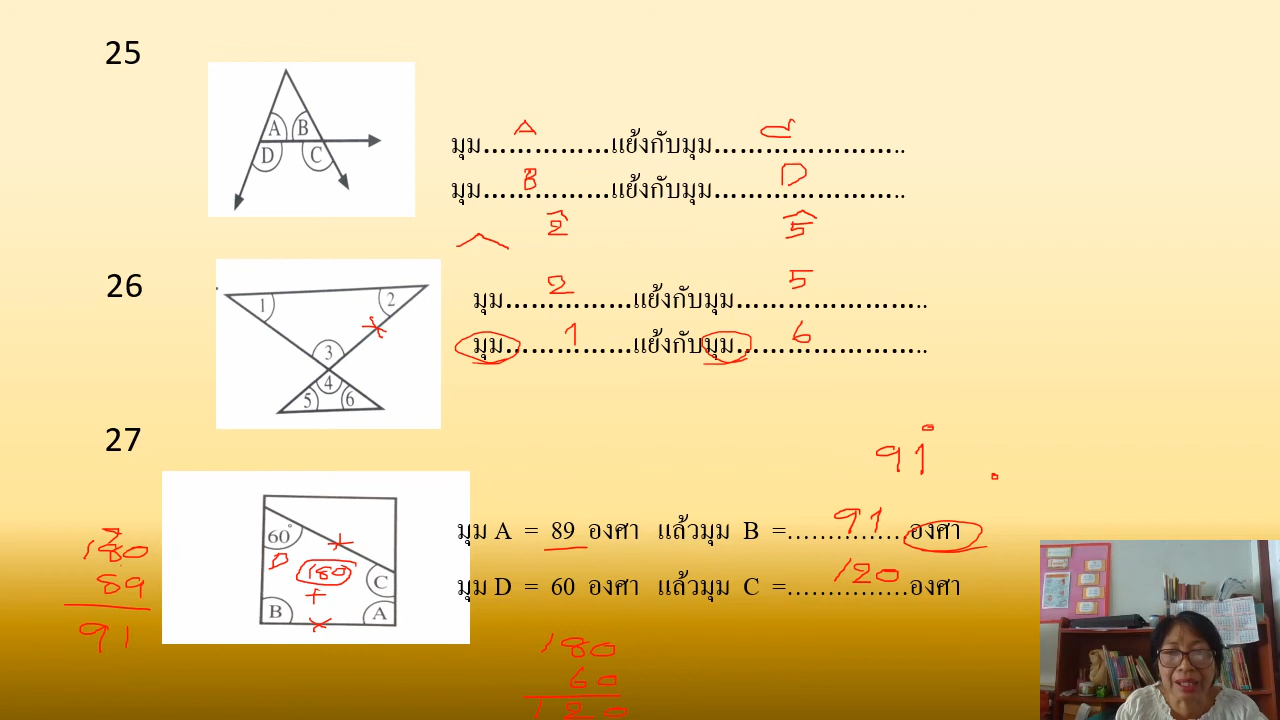 25
A
B
D
C
มุม……A………แย้งกับมุม………C…………..
มุม……B………แย้งกับมุม………D…………..
2
5
26
1
2
3
4
5
6
มุม……2………แย้งกับมุม………5…………..
มุม……1………แย้งกับมุม………6…………..
27
91°
60°
D
180
C
B
A
มุม A = 89 องศา แล้วมุม B =……91……องศา
มุม D = 60 องศา แล้วมุม C =……120……องศา
180
89
91
180
60
120